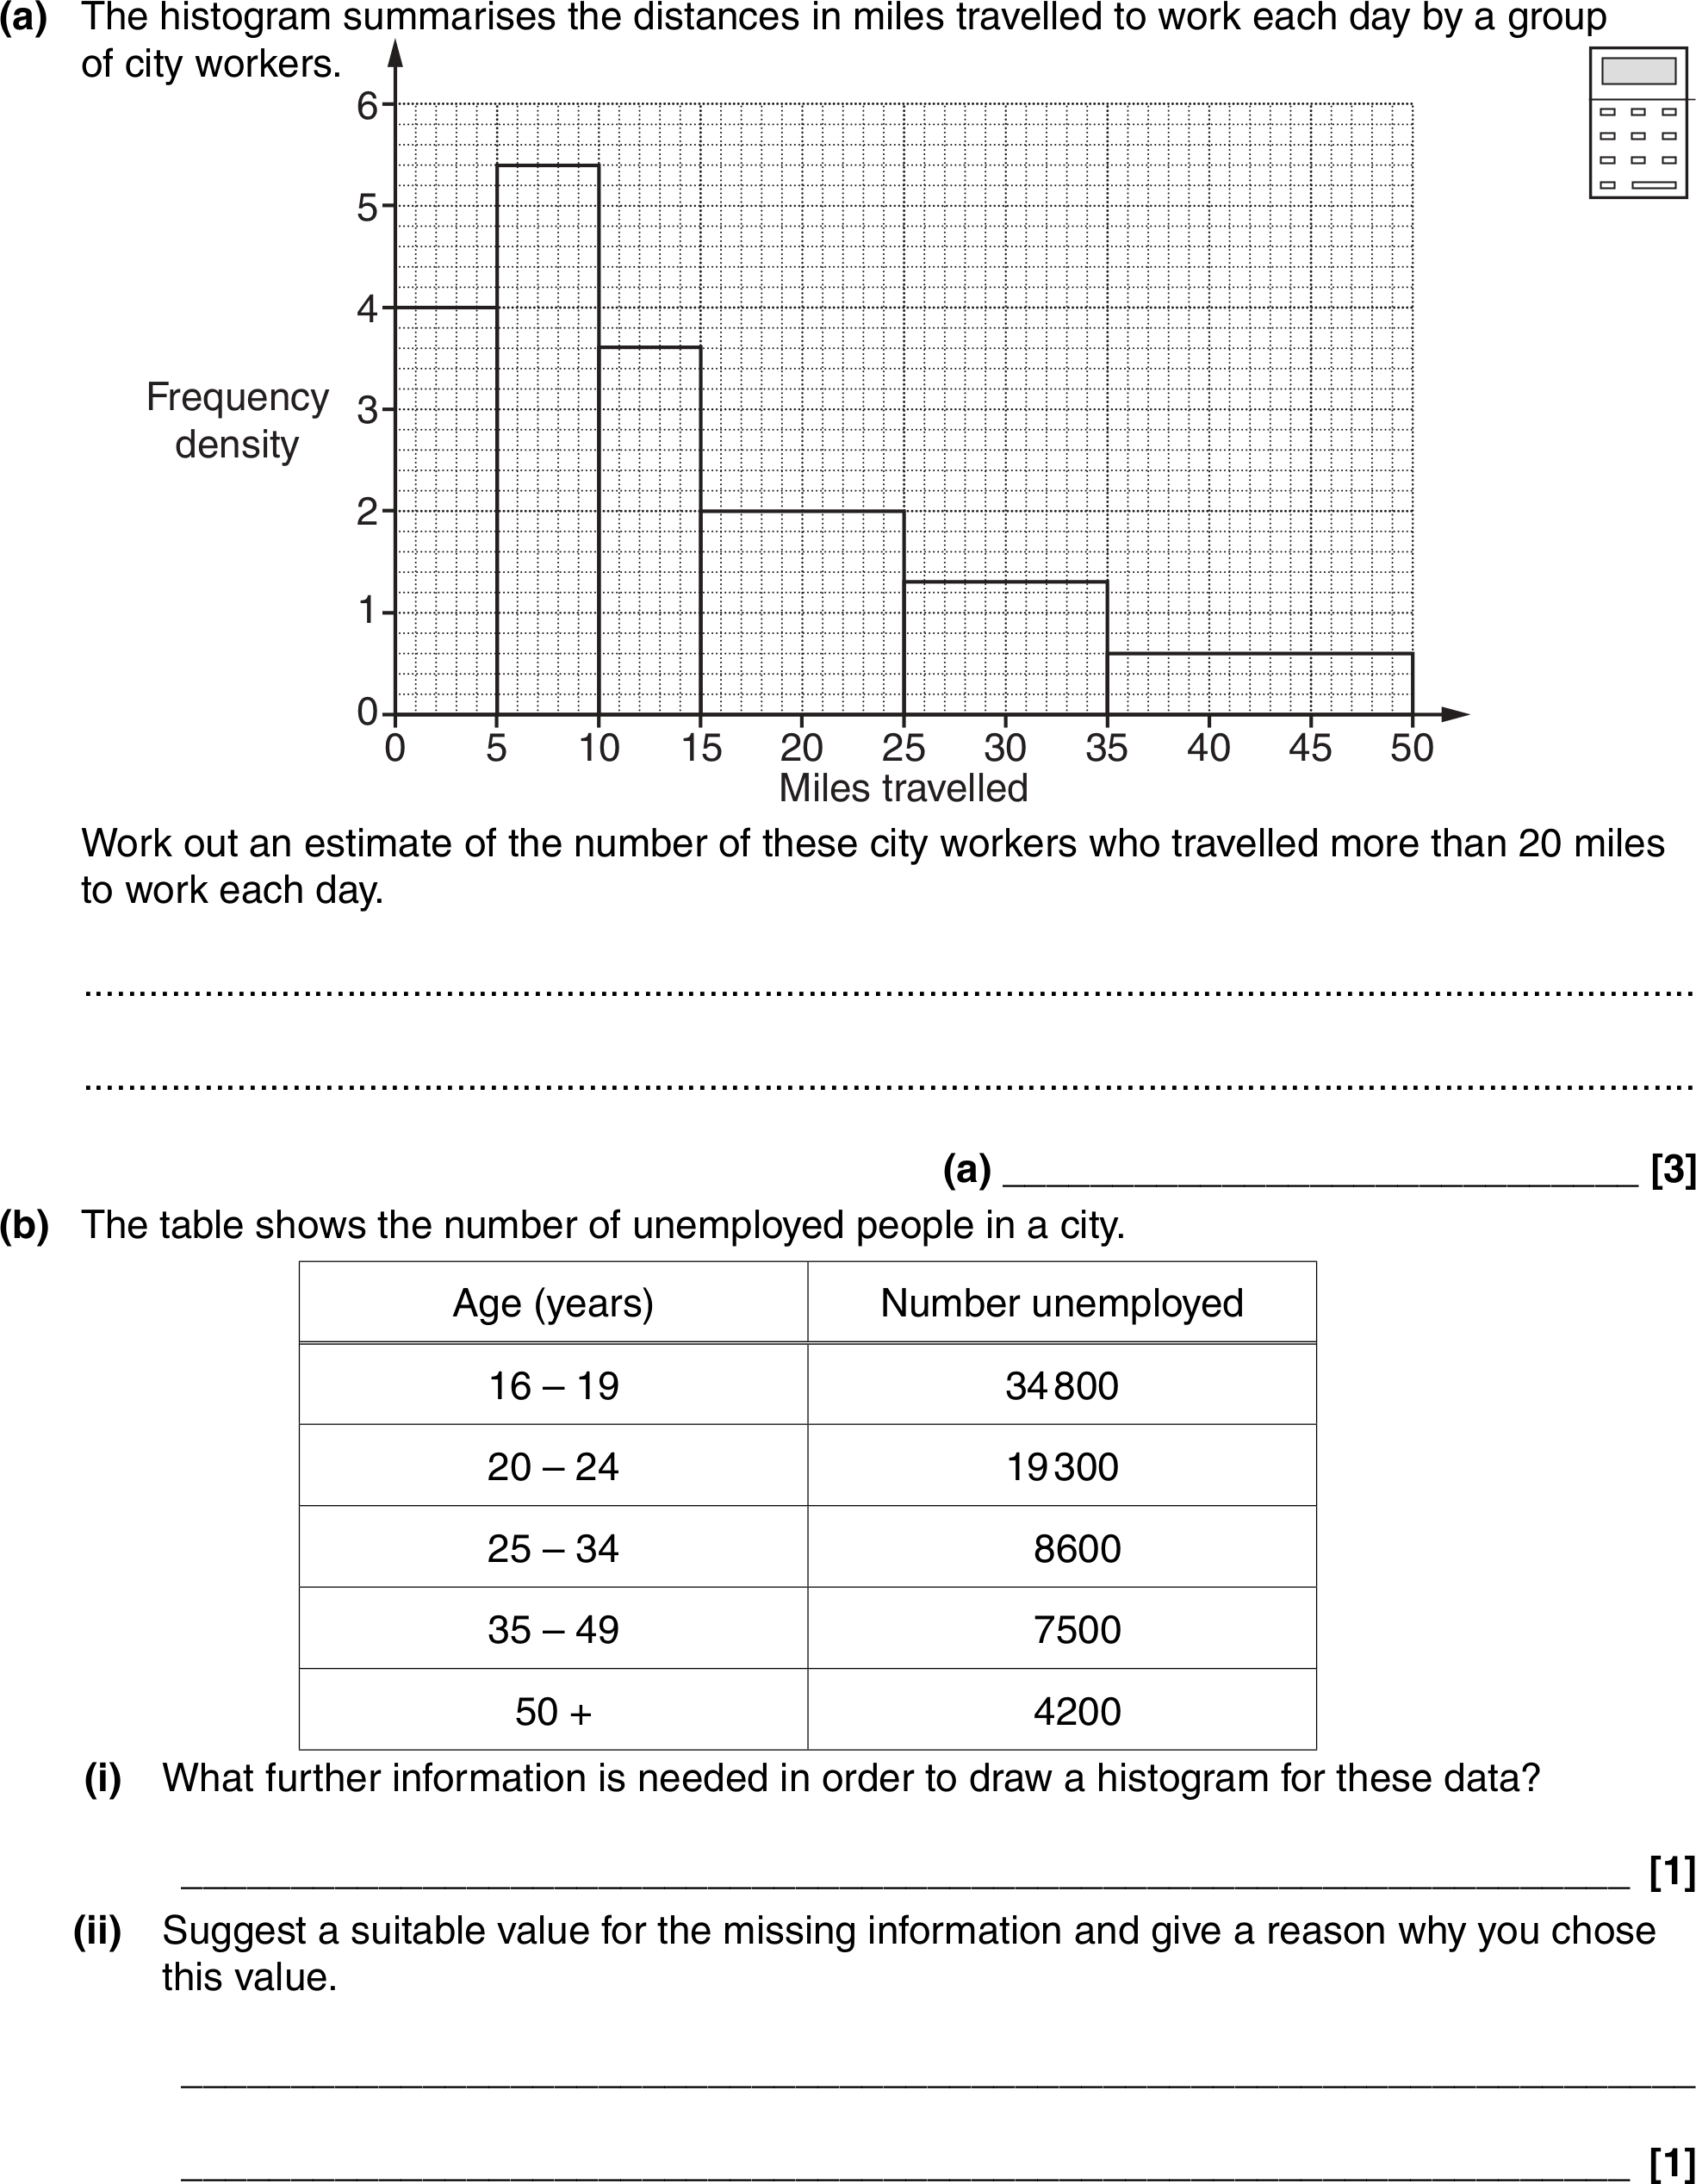 (a) The histogram summarises the distances in miles travelled to work each day by a group
of city workers.
6
5
4
3
2
1
0
Frequency
density
0 5 10 15 20 25 30 35 40 45 50
Miles travelled
Work out an estimate of the number of these city workers who travelled more than 20 miles
to work each day.
(a) [3]
(b) The table shows the number of unemployed people in a city.
Age (years) Number unemployed
16 – 19 34 800
20 – 24 19 300
25 – 34 8600
35 – 49 7500
50 + 4200
(i) What further information is needed in order to draw a histogram for these data?
[1]
(ii) Suggest a suitable value for the missing information and give a reason why you chose
this value.
[1]